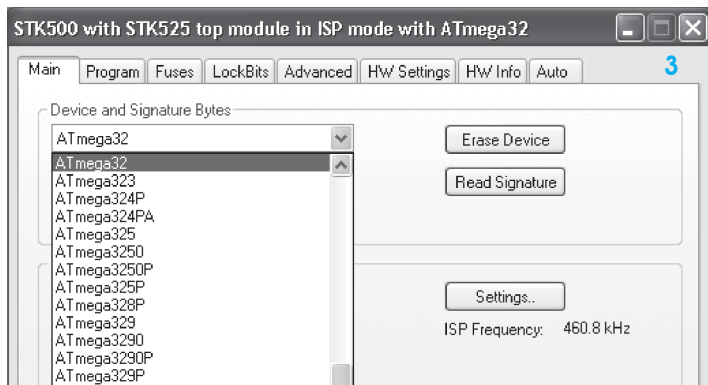 STK500 with STK525 top module in ISP mode with ATmega32
Main Program Fuses LockBits Advanced HW Settings HW Info Auto
3
Device and Signature Bytes
ATmega32
Erase Device
Read Signature
ATmega32
ATmega323
ATmega324P
ATmega324PA
ATmega325
ATmega3250
ATmega3250P
ATmega325P
ATmega328P
ATmega329
ATmega3290
ATmega3290P
ATmega329P
Settings..
ISP Frequency: 460.8 kHz